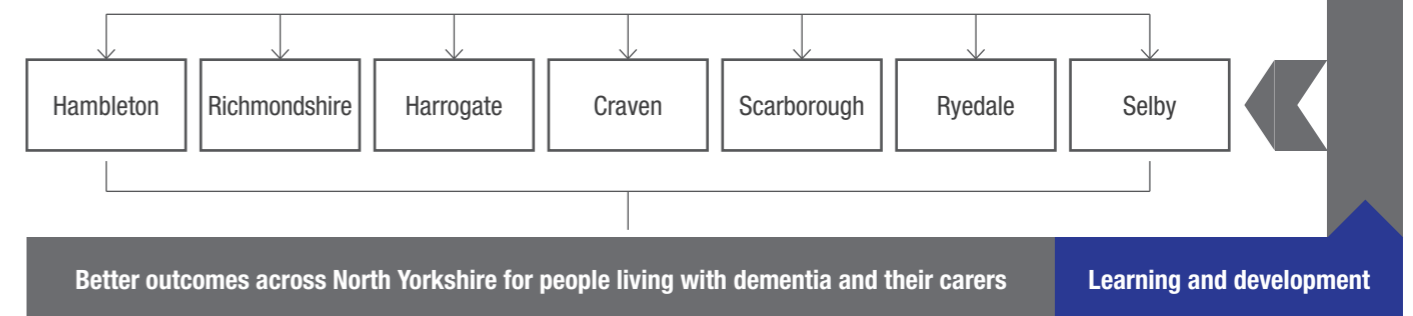 Hambleton
Richmondshire
Harrogate
Craven
Scarborough
Ryedale
Selby
Better outcomes across North Yorkshire for people living with dementia and their carers
Learning and development